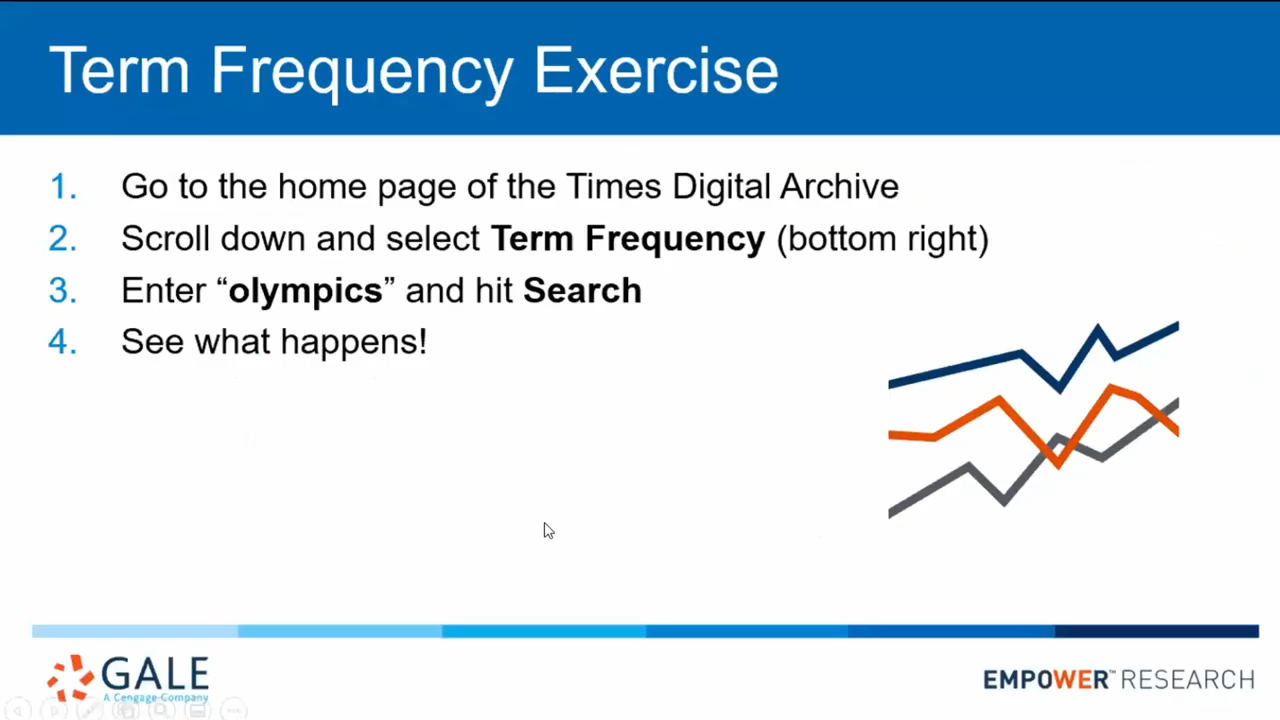 Term Frequency Exercise
1. Go to the home page of the Times Digital Archive
2. Scroll down and select Term Frequency (bottom right)
3. Enter “olympics” and hit Search
4. See what happens!
GALE
A Cengage Company
EMPOWER™ RESEARCH